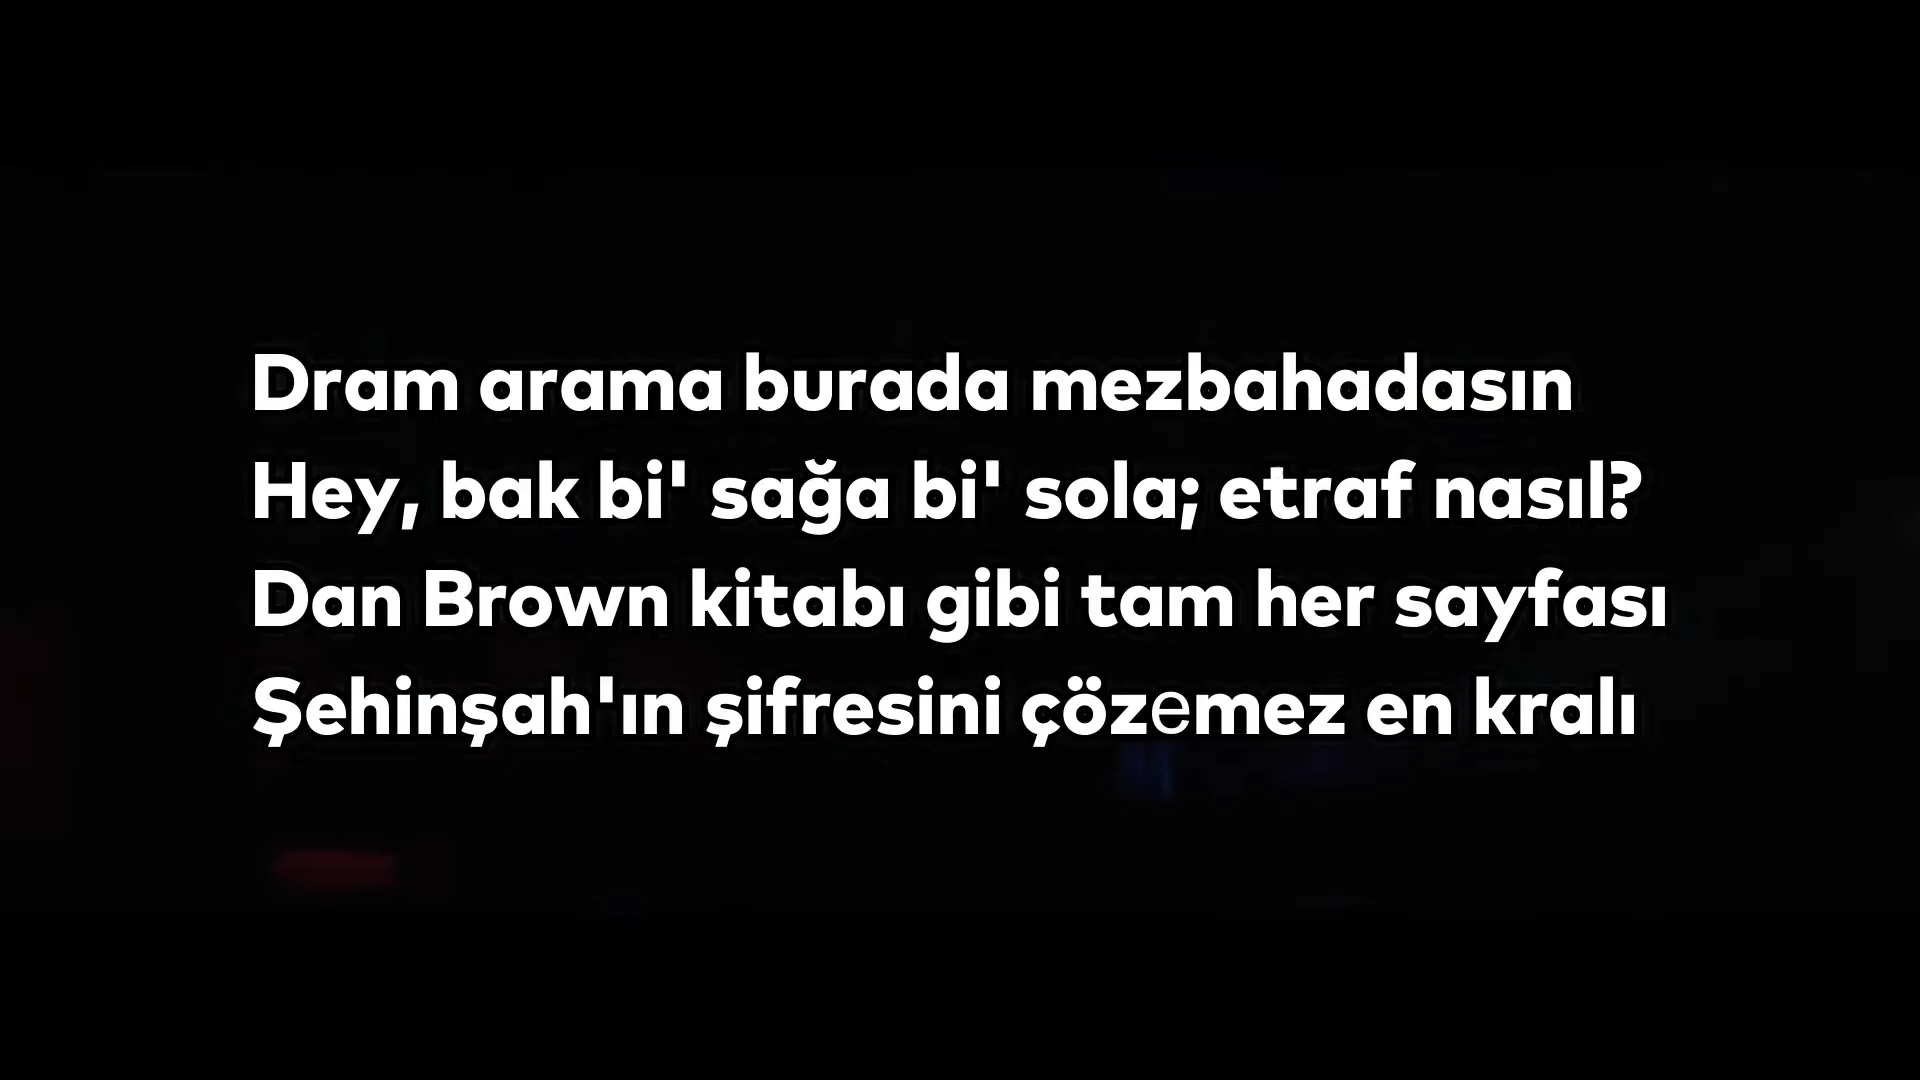 Dram arama burada mezbahadasın
Hey, bak bi' sağa bi' sola; etraf nasıl?
Dan Brown kitabı gibi tam her sayfası
Şehinşah'ın şifresini çözemez en kralı